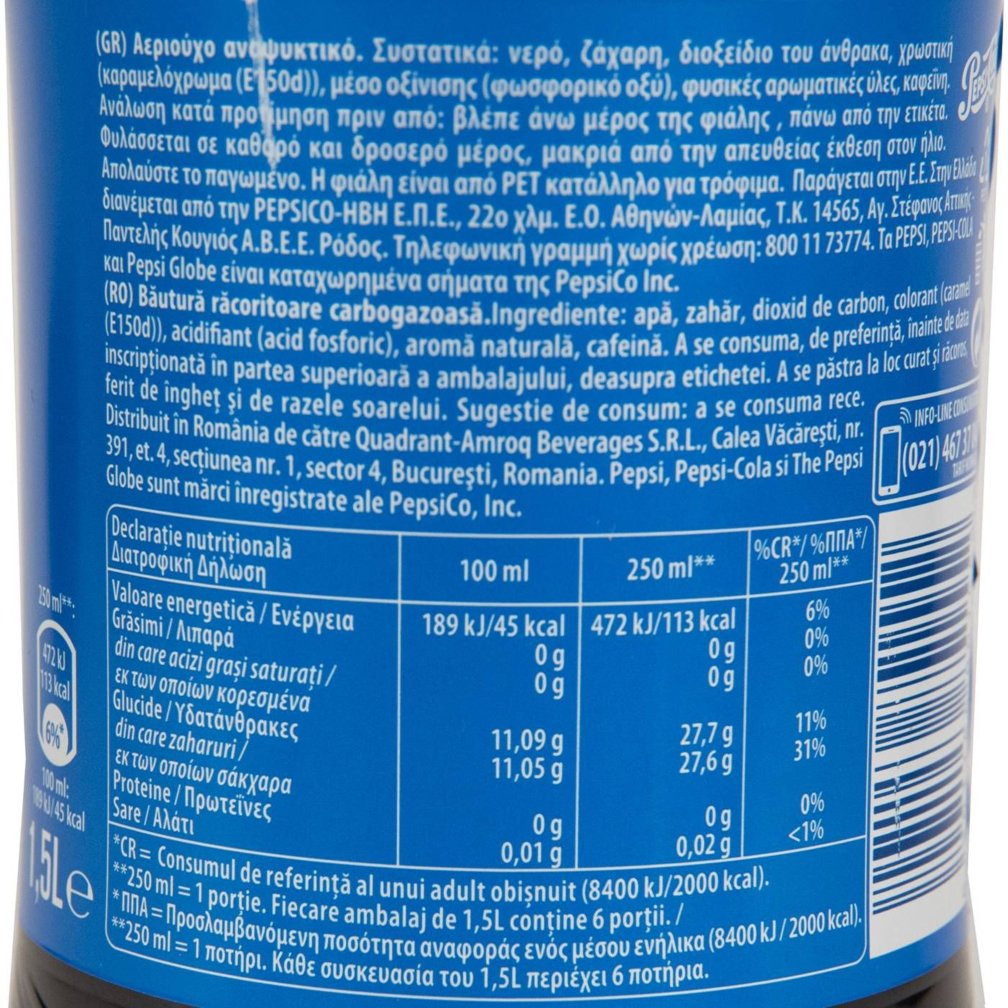 (GR) Αεριούχο αναψυκτικό. Συστατικά: νερό, ζάχαρη, διοξείδιο του άνθρακα, χρωστική
(καραμελόχρωμα (E150d)), μέσο οξίνισης (φωσφορικό οξύ), φυσικές αρωματικές ύλες, καφεΐνη.
Ανάλωση κατά προτίμηση πριν από: βλέπε άνω μέρος της φιάλης , πάνω από την ετικέτα.
Φυλάσσεται σε καθαρό και δροσερό μέρος, μακριά από την απευθείας έκθεση στον ήλιο.
Απολαύστε το παγωμένο. Η φιάλη είναι από PET κατάλληλο για τρόφιμα. Παράγεται στην Ε.Ε. Στην Ελλάδα
διανέμεται από την PEPSICO-HBH Ε.Π.Ε., 22ο χλμ. Ε.Ο. Αθηνών-Λαμίας, Τ.Κ. 14565, Αγ. Στέφανος Αττικής -
Παντελής Κουγιός Α.Β.Ε.Ε. Ρόδος. Τηλεφωνική γραμμή χωρίς χρέωση: 800 11 73774. Τα PEPSI, PEPSI-COLA
και Pepsi Globe είναι καταχωρημένα σήματα της PepsiCo Inc.
(RO) Băutură răcoritoare carbogazoasă.Ingrediente: apă, zahăr, dioxid de carbon, colorant (caramel
(E150d)), acidifiant (acid fosforic), aromă naturală, cafeină. A se consuma, de preferință, înainte de data
inscripționată în partea superioară a ambalajului, deasupra etichetei. A se păstra la loc curat și răcoros,
ferit de îngheț și de razele soarelui. Sugestie de consum: a se consuma rece.
Distribuit în România de către Quadrant-Amroq Beverages S.R.L., Calea Văcărești, nr.
391, et. 4, secțiunea nr. 1, sector 4, București, Romania. Pepsi, Pepsi-Cola si The Pepsi
Globe sunt mărci înregistrate ale PepsiCo, Inc.
INFO-LINE
(021) 467 37
Declarație nutrițională
Διατροφική Δήλωση
100 ml 250 ml** %CR*/ %ΠΠΑ*/
250 ml**
Valoare energetică / Ενέργεια 189 kJ/45 kcal 472 kJ/113 kcal 6%
Grăsimi / Λιπαρά 0 g 0 g 0%
din care acizi grași saturați / 0 g 0 g 0%
εκ των οποίων κορεσμένα
Glucide / Υδατάνθρακες 11,09 g 27,7 g 11%
din care zaharuri / 11,05 g 27,6 g 31%
εκ των οποίων σάκχαρα
Proteine / Πρωτεΐνες 0 g 0 g 0%
Sare / Αλάτι 0,01 g 0,02 g <1%
*CR = Consumul de referință al unui adult obișnuit (8400 kJ/2000 kcal).
**250 ml = 1 porție. Fiecare ambalaj de 1,5L conține 6 porții. /
*ΠΠΑ = Προσλαμβανόμενη ποσότητα αναφοράς ενός μέσου ενήλικα (8400 kJ / 2000 kcal).
**250 ml = 1 ποτήρι. Κάθε συσκευασία του 1,5L περιέχει 6 ποτήρια.
250 ml**:
472 kJ
113 kcal
6%*
100 ml:
189 kJ/45 kcal
1,5L e